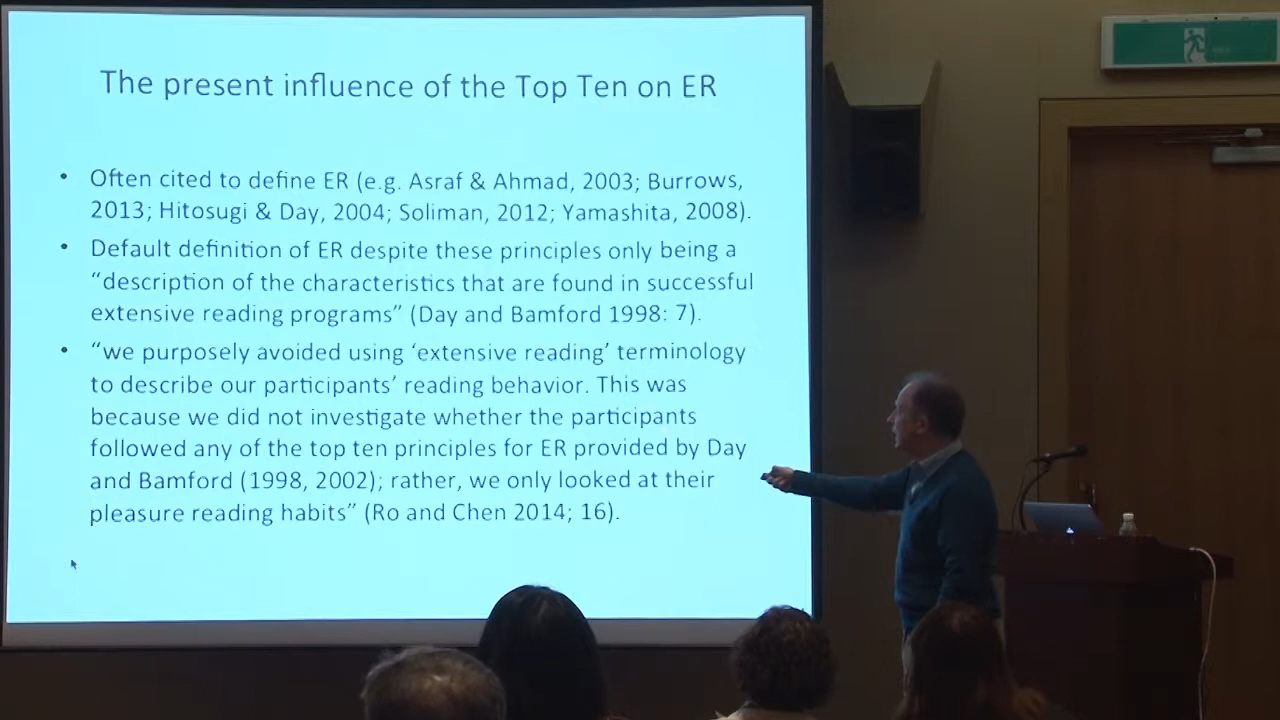 The present influence of the Top Ten on ER
• Often cited to define ER (e.g. Asraf & Ahmad, 2003; Burrows,
2013; Hitosugi & Day, 2004; Soliman, 2012; Yamashita, 2008).
• Default definition of ER despite these principles only being a
“description of the characteristics that are found in successful
extensive reading programs” (Day and Bamford 1998: 7).
• “we purposely avoided using ‘extensive reading’ terminology
to describe our participants’ reading behavior. This was
because we did not investigate whether the participants
followed any of the top ten principles for ER provided by Day
and Bamford (1998, 2002); rather, we only looked at their
pleasure reading habits” (Ro and Chen 2014; 16).